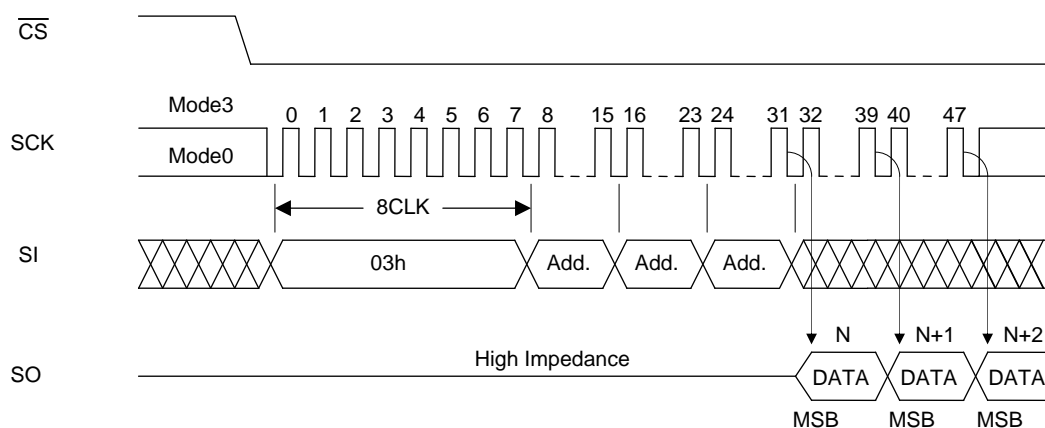 CS
Mode3
0 1 2 3 4 5 6 7 8 15 16 23 24 31 32 39 40 47
SCK
Mode0
8CLK
SI
03h Add. Add. Add.
N N+1 N+2
High Impedance
SO
DATA DATA DATA
MSB MSB MSB